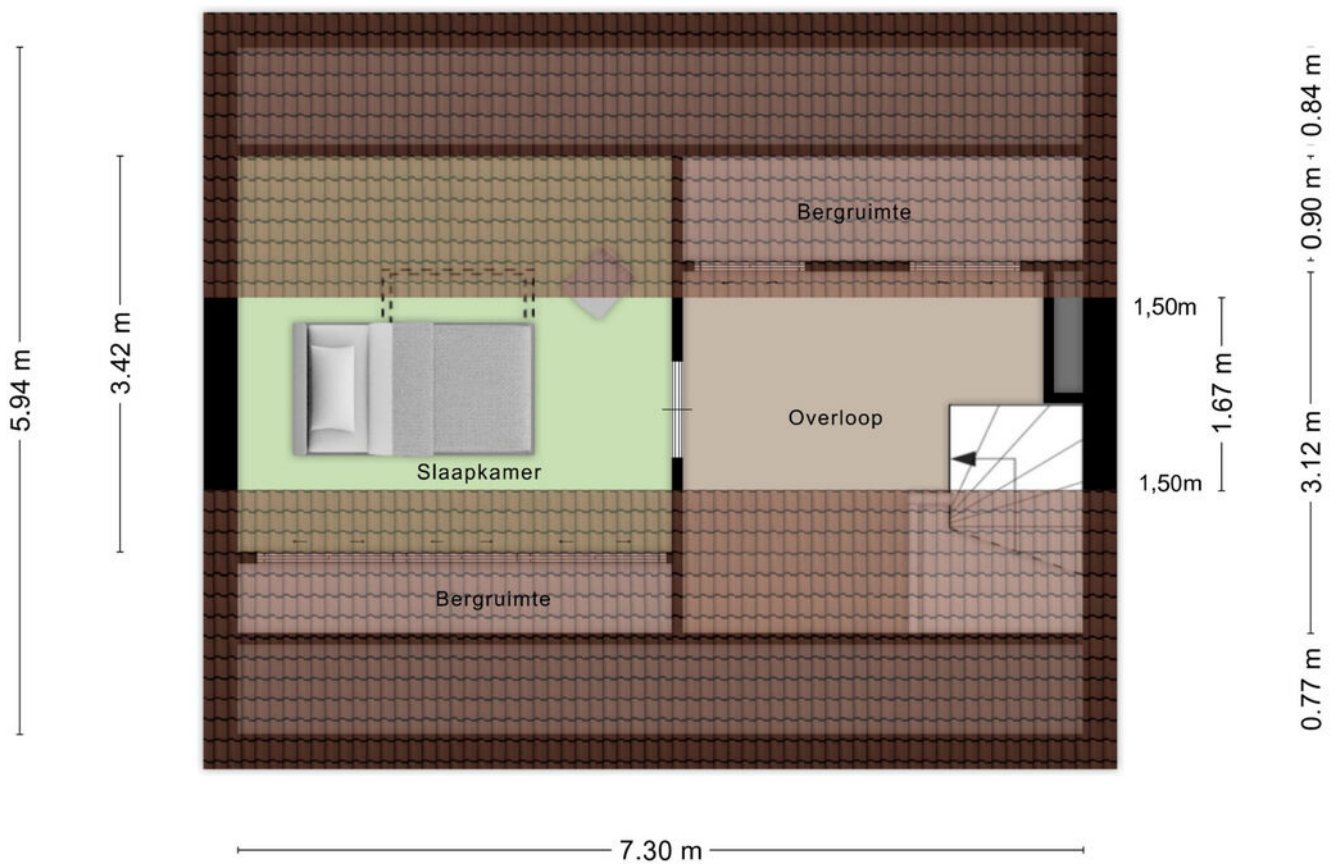 Bergruimte
Slaapkamer
Overloop
Bergruimte
5.94 m
3.42 m
1,50m
1,50m
1.67 m
0.84 m
0.90 m
3.12 m
0.77 m
7.30 m